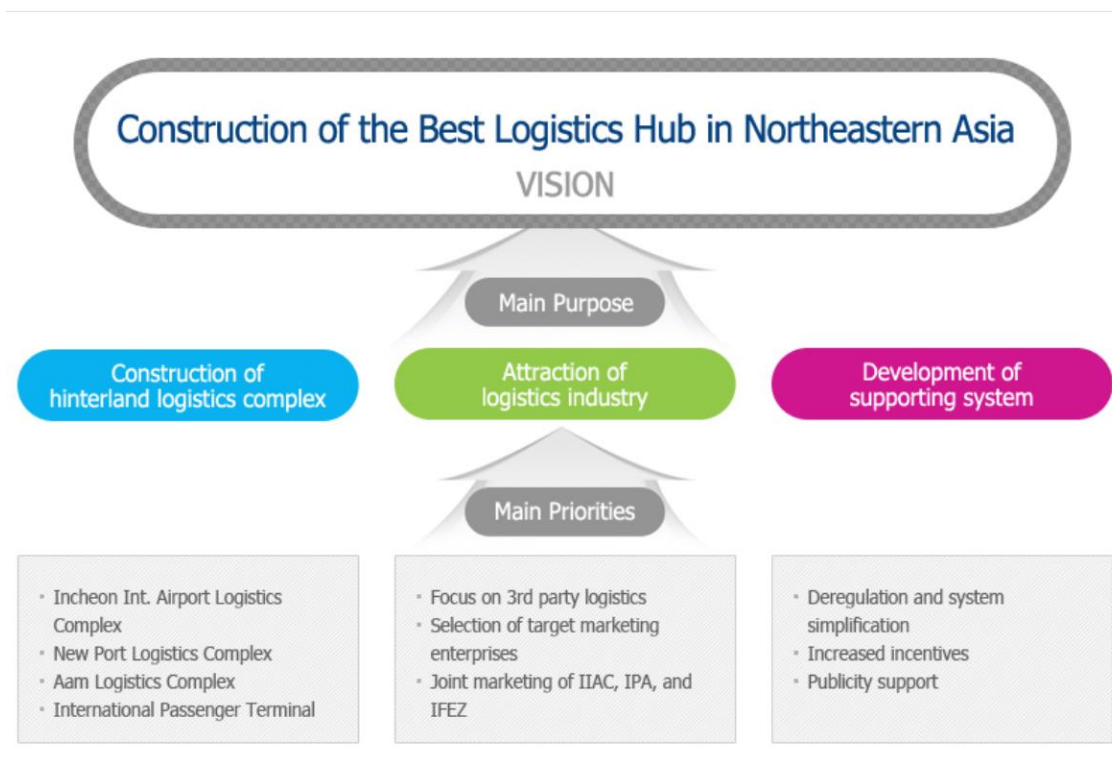 Construction of the Best Logistics Hub in Northeastern Asia
VISION
Main Purpose
Construction of
hinterland logistics complex
Attraction of
logistics industry
Development of
supporting system
Main Priorities
• Incheon Int. Airport Logistics
Complex
• New Port Logistics Complex
• Aam Logistics Complex
• International Passenger Terminal
• Focus on 3rd party logistics
• Selection of target marketing
enterprises
• Joint marketing of IIAC, IPA, and
IFEZ
• Deregulation and system
simplification
• Increased incentives
• Publicity support